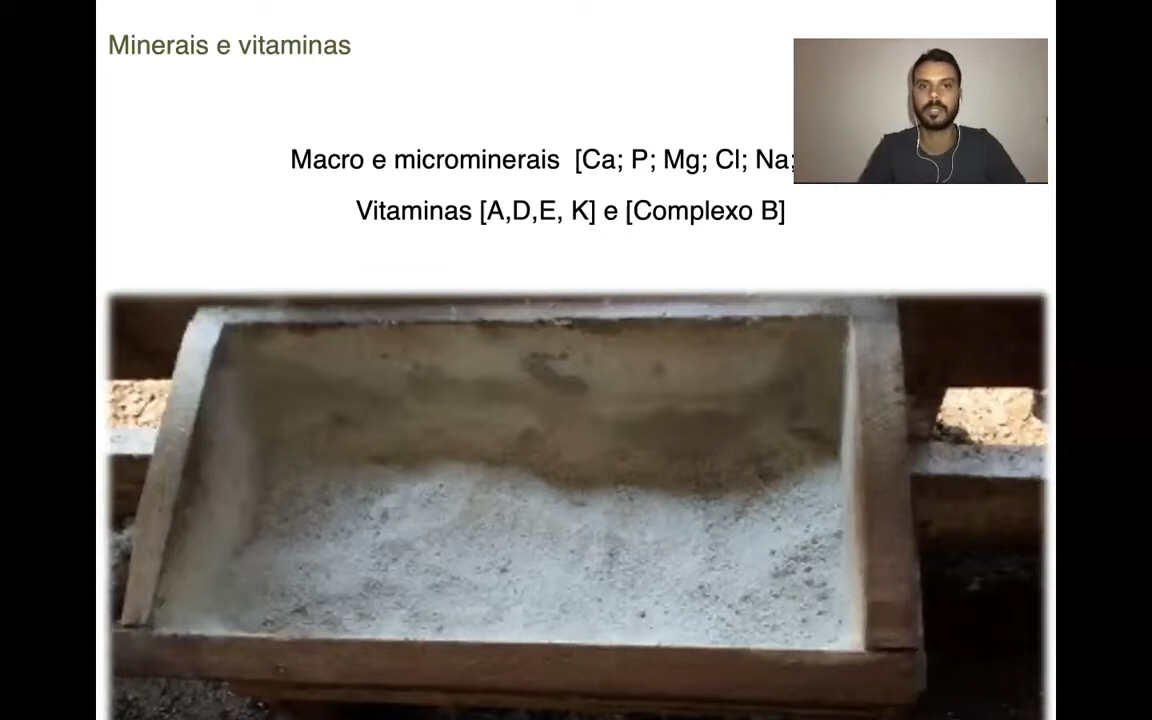 Minerais e vitaminas
Macro e microminerais [Ca; P; Mg; Cl; Na;
Vitaminas [A,D,E, K] e [Complexo B]